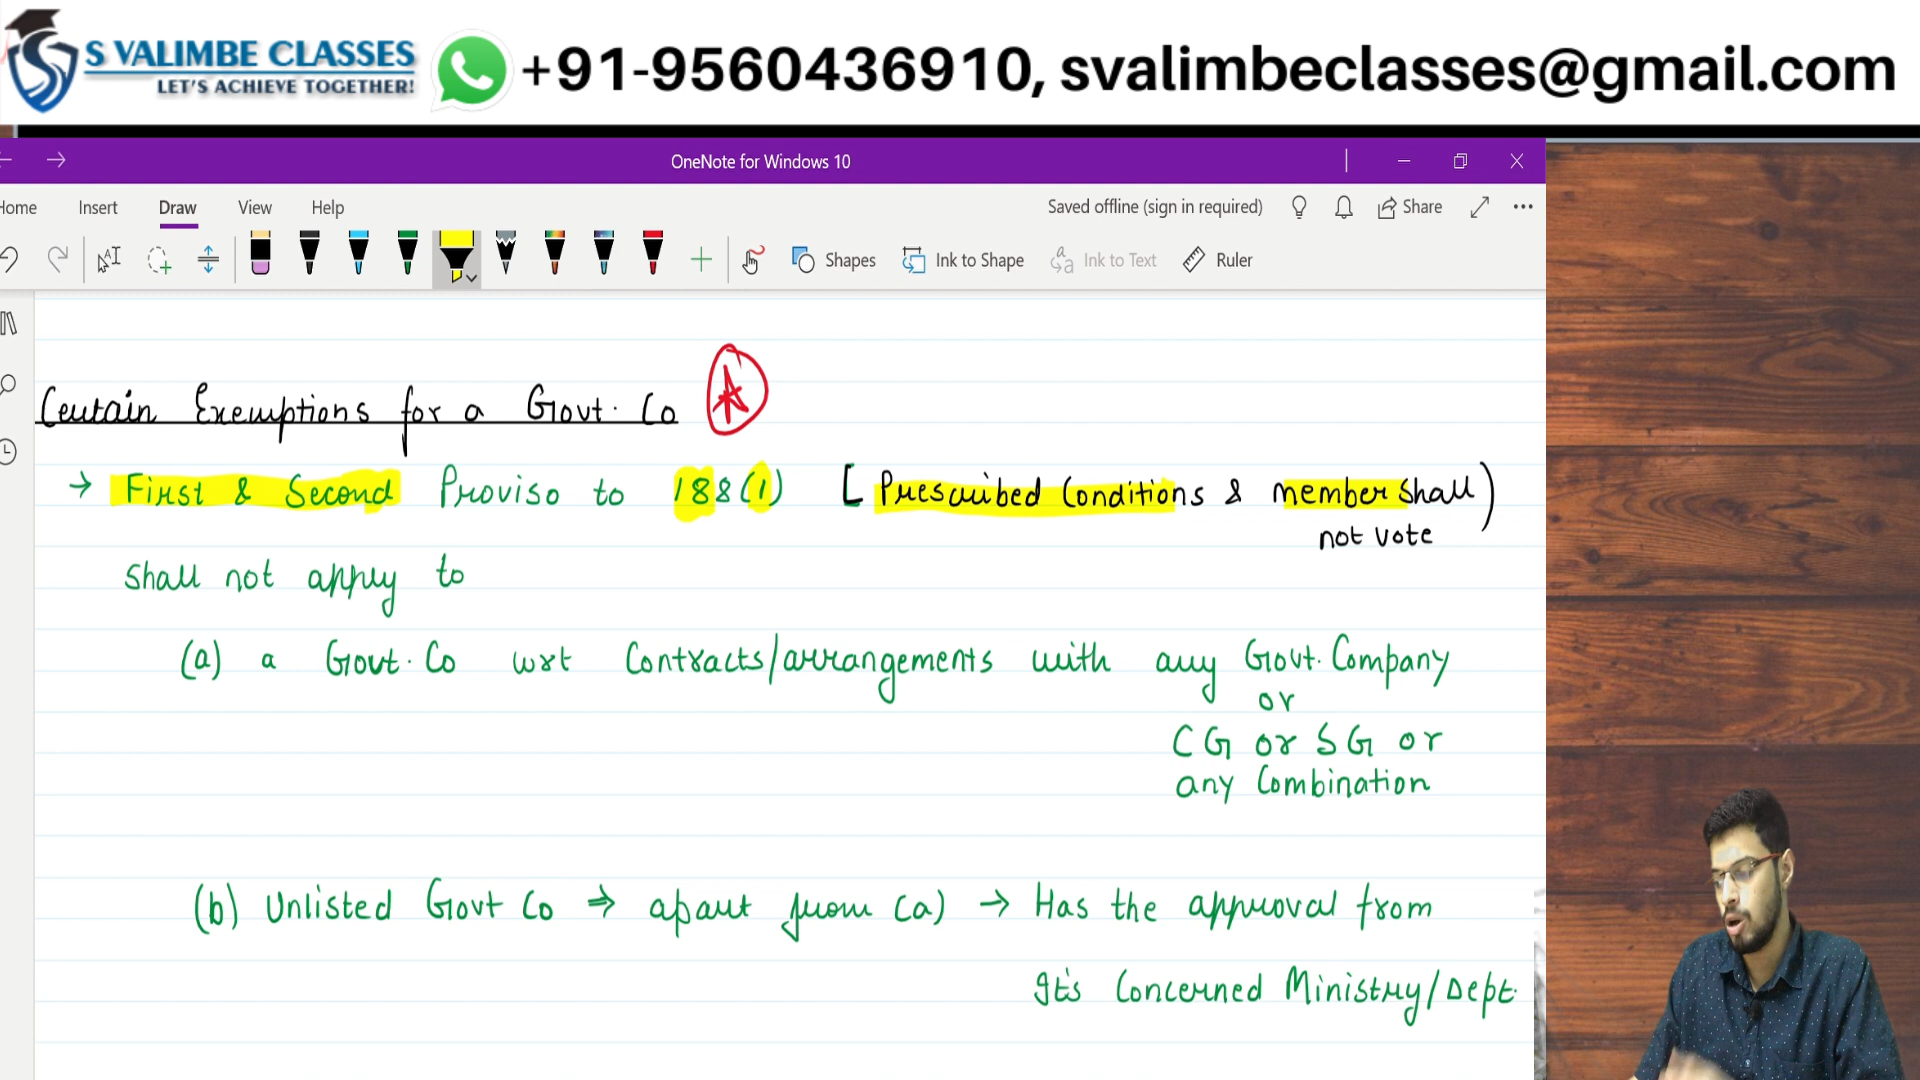 S VALIMBE CLASSES
LET'S ACHIEVE TOGETHER!
+91-9560436910, svalimbeclasses@gmail.com
OneNote for Windows 10
Home Insert Draw View Help Saved offline (sign in required) Share
Shapes Ink to Shape Ink to Text Ruler
Certain Exemptions for a Govt. Co
→ First & Second Proviso to 188(1) [Prescribed Conditions & member shall)
not vote
shall not apply to
(a) a Govt. Co wrt Contracts/arrangements with any Govt. Company
or
CG or SG or
any Combination
(b) Unlisted Govt Co → apart from (a) → Has the approval from
It's Concerned Ministry/Dept.